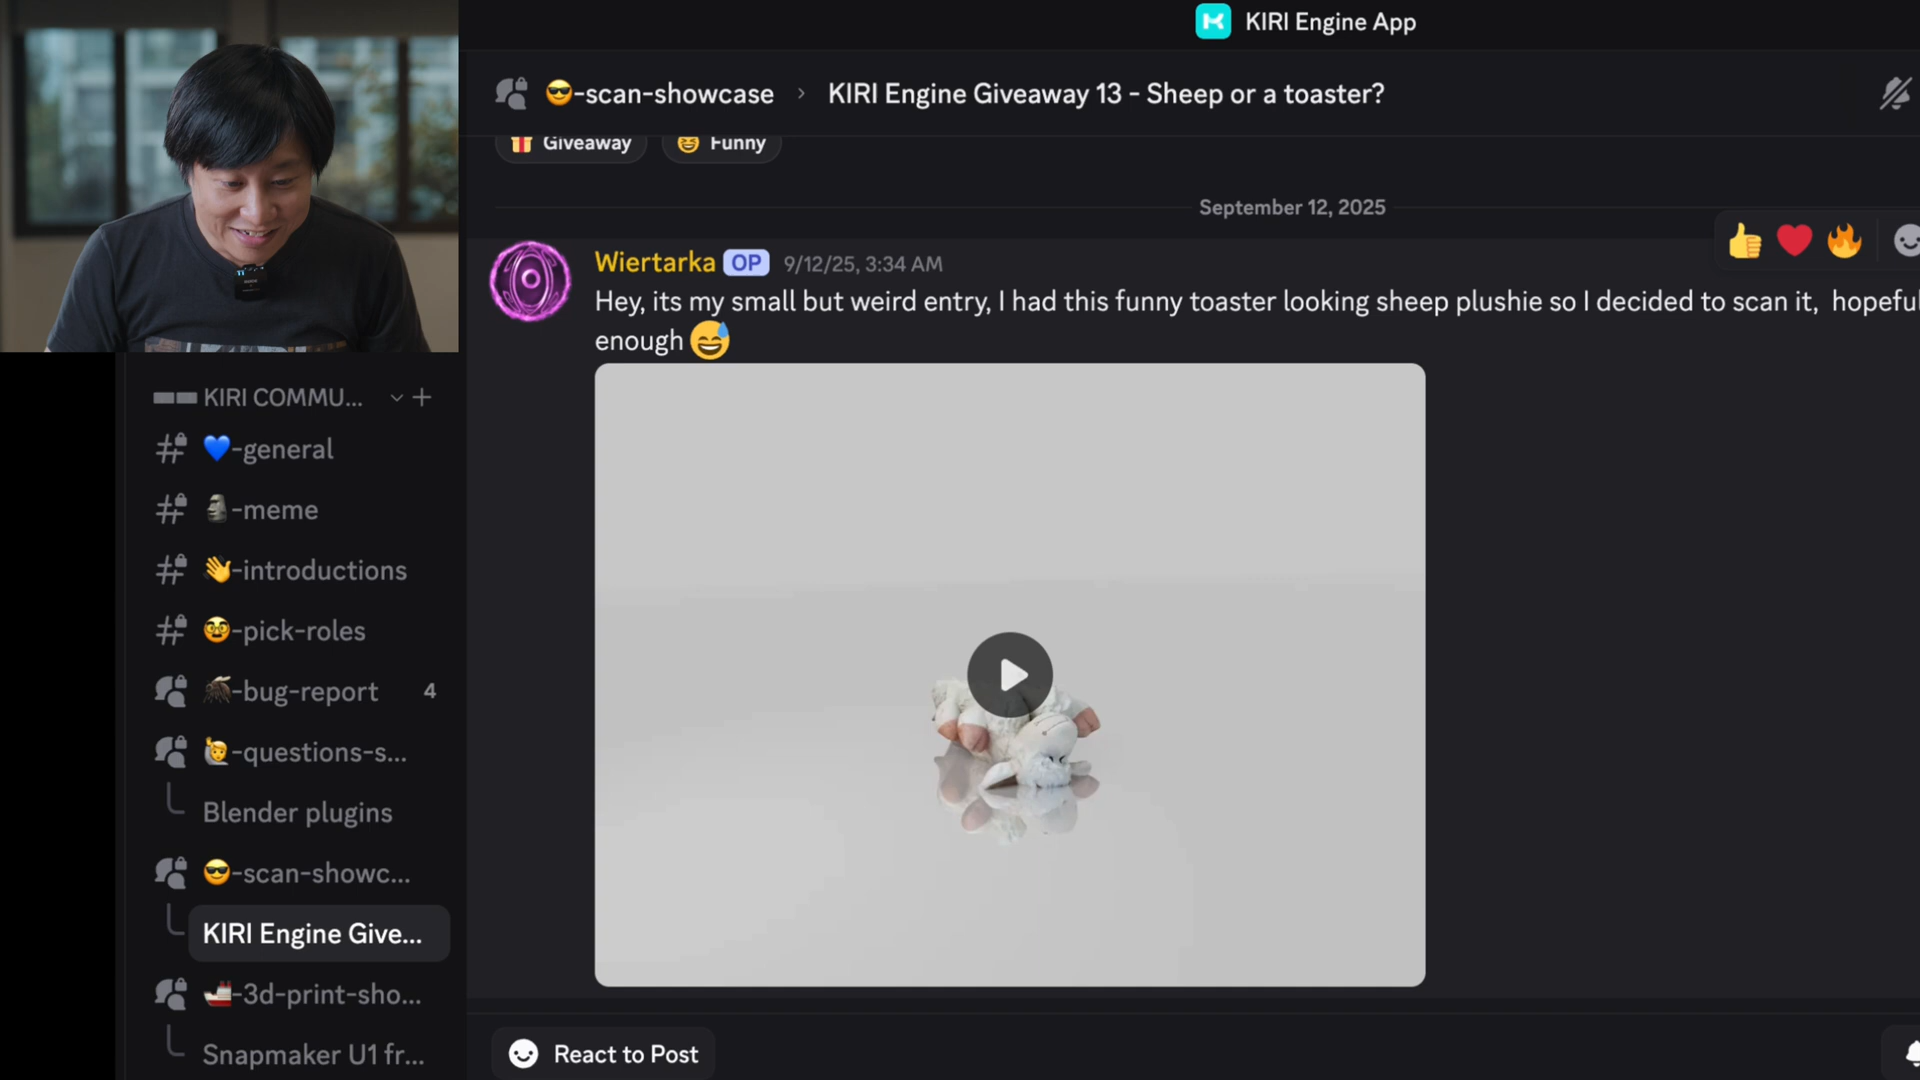 KIRI Engine App
-scan-showcase › KIRI Engine Giveaway 13 - Sheep or a toaster?
Giveaway Funny
September 12, 2025
Wiertarka OP 9/12/25, 3:34 AM
Hey, its my small but weird entry, I had this funny toaster looking sheep plushie so I decided to scan it, hopeful
enough 😅
KIRI COMMU...
💙-general
🗿-meme
👋-introductions
🥸-pick-roles
-bug-report 4
🙋-questions-s...
Blender plugins
😎-scan-showc...
KIRI Engine Give...
🚢-3d-print-sho...
Snapmaker U1 fr...
React to Post